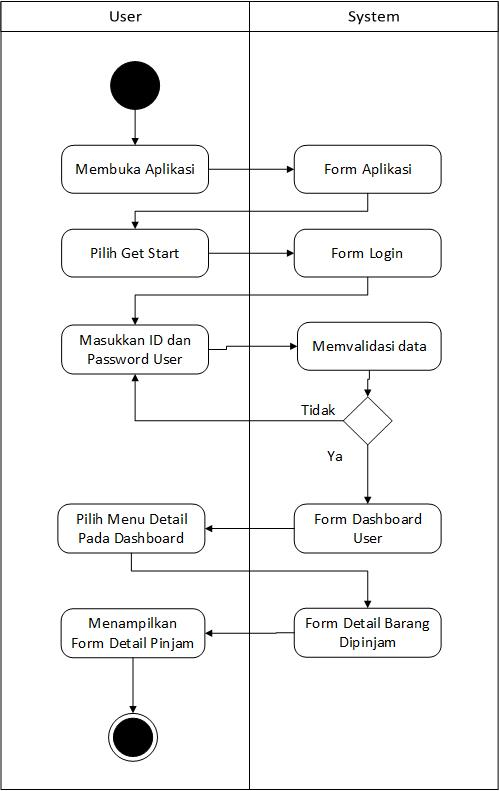 User
System
Membuka Aplikasi
Form Aplikasi
Pilih Get Start
Form Login
Masukkan ID dan
Password User
Memvalidasi data
Tidak
Ya
Form Dashboard
User
Pilih Menu Detail
Pada Dashboard
Form Detail Barang
Dipinjam
Menampilkan
Form Detail Pinjam